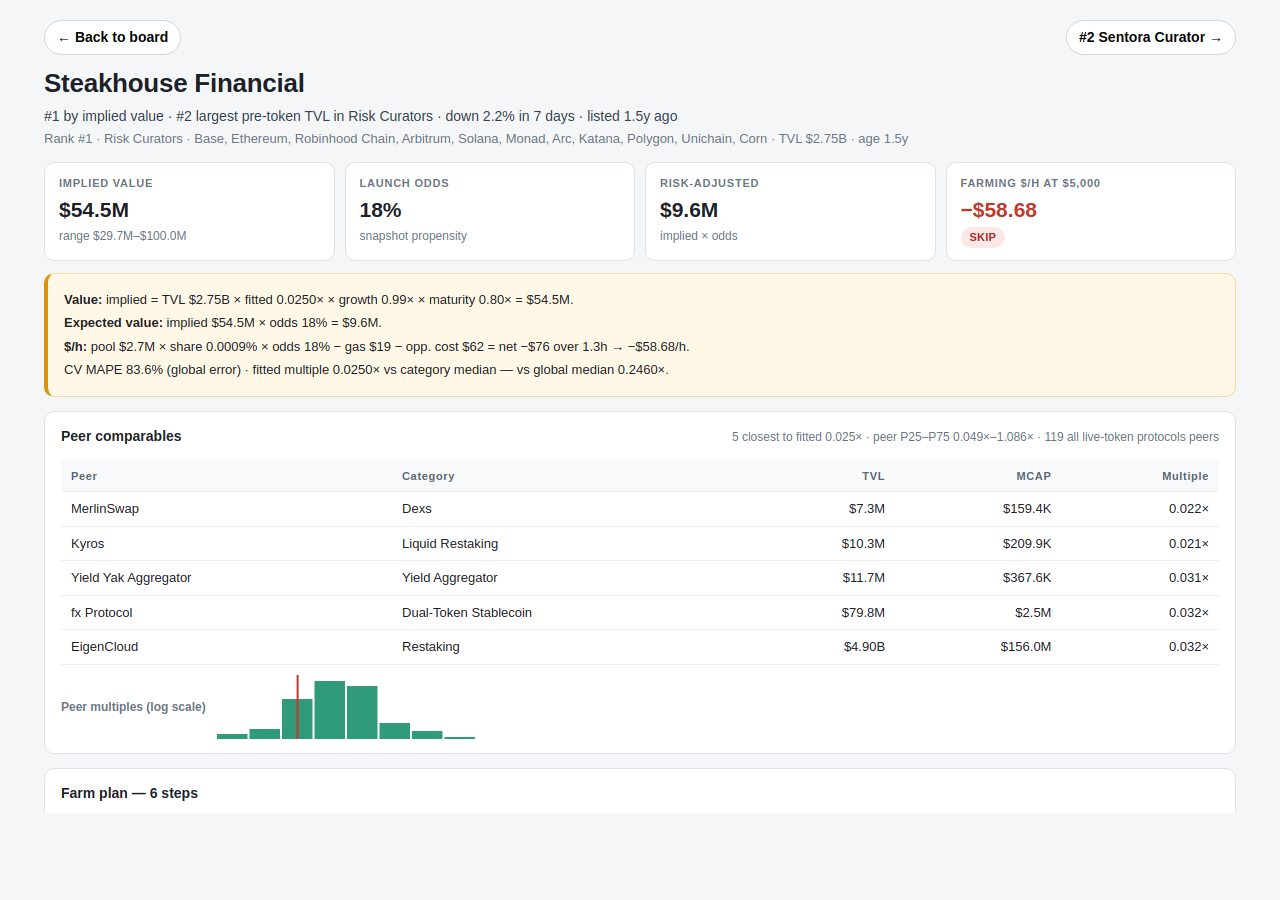 ← Back to board
#2 Sentora Curator →
Steakhouse Financial
#1 by implied value · #2 largest pre-token TVL in Risk Curators · down 2.2% in 7 days · listed 1.5y ago
Rank #1 · Risk Curators · Base, Ethereum, Robinhood Chain, Arbitrum, Solana, Monad, Arc, Katana, Polygon, Unichain, Corn · TVL $2.75B · age 1.5y
IMPLIED VALUE
$54.5M
range $29.7M–$100.0M
LAUNCH ODDS
18%
snapshot propensity
RISK-ADJUSTED
$9.6M
implied × odds
FARMING $/H AT $5,000
−$58.68
SKIP
Value: implied = TVL $2.75B × fitted 0.0250× × growth 0.99× × maturity 0.80× = $54.5M.
Expected value: implied $54.5M × odds 18% = $9.6M.
$/h: pool $2.7M × share 0.0009% × odds 18% − gas $19 − opp. cost $62 = net −$76 over 1.3h → −$58.68/h.
CV MAPE 83.6% (global error) · fitted multiple 0.0250× vs category median — vs global median 0.2460×.
Peer comparables
5 closest to fitted 0.025× · peer P25–P75 0.049×–1.086× · 119 all live-token protocols peers
Peer Category TVL MCAP Multiple
MerlinSwap Dexs $7.3M $159.4K 0.022×
Kyros Liquid Restaking $10.3M $209.9K 0.021×
Yield Yak Aggregator Yield Aggregator $11.7M $367.6K 0.031×
fx Protocol Dual-Token Stablecoin $79.8M $2.5M 0.032×
EigenCloud Restaking $4.90B $156.0M 0.032×
Peer multiples (log scale)
Farm plan — 6 steps